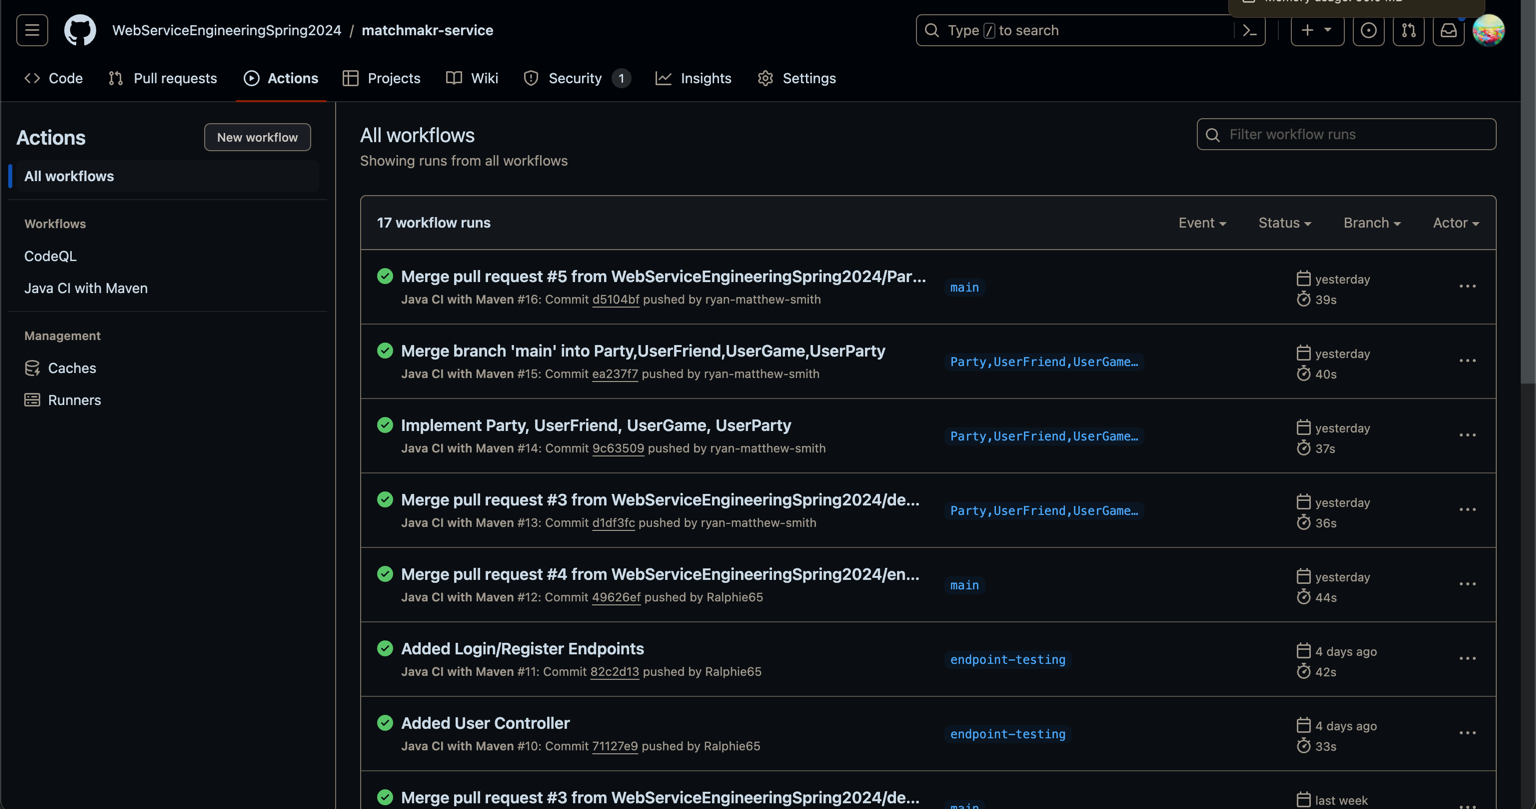 WebServiceEngineeringSpring2024 / matchmakr-service
Type / to search
Code
Pull requests
Actions
Projects
Wiki
Security 1
Insights
Settings
Actions
New workflow
All workflows
Workflows
CodeQL
Java CI with Maven
Management
Caches
Runners
All workflows
Showing runs from all workflows
Filter workflow runs
17 workflow runs
Event
Status
Branch
Actor
Merge pull request #5 from WebServiceEngineeringSpring2024/Par...
Java CI with Maven #16: Commit d5104bf pushed by ryan-matthew-smith
main
yesterday
39s
Merge branch 'main' into Party,UserFriend,UserGame,UserParty
Java CI with Maven #15: Commit ea237f7 pushed by ryan-matthew-smith
Party,UserFriend,UserGame…
yesterday
40s
Implement Party, UserFriend, UserGame, UserParty
Java CI with Maven #14: Commit 9c63509 pushed by ryan-matthew-smith
Party,UserFriend,UserGame…
yesterday
37s
Merge pull request #3 from WebServiceEngineeringSpring2024/de...
Java CI with Maven #13: Commit d1df3fc pushed by ryan-matthew-smith
Party,UserFriend,UserGame…
yesterday
36s
Merge pull request #4 from WebServiceEngineeringSpring2024/en...
Java CI with Maven #12: Commit 49626ef pushed by Ralphie65
main
yesterday
44s
Added Login/Register Endpoints
Java CI with Maven #11: Commit 82c2d13 pushed by Ralphie65
endpoint-testing
4 days ago
42s
Added User Controller
Java CI with Maven #10: Commit 71127e9 pushed by Ralphie65
endpoint-testing
4 days ago
33s
Merge pull request #3 from WebServiceEngineeringSpring2024/de...
main
last week